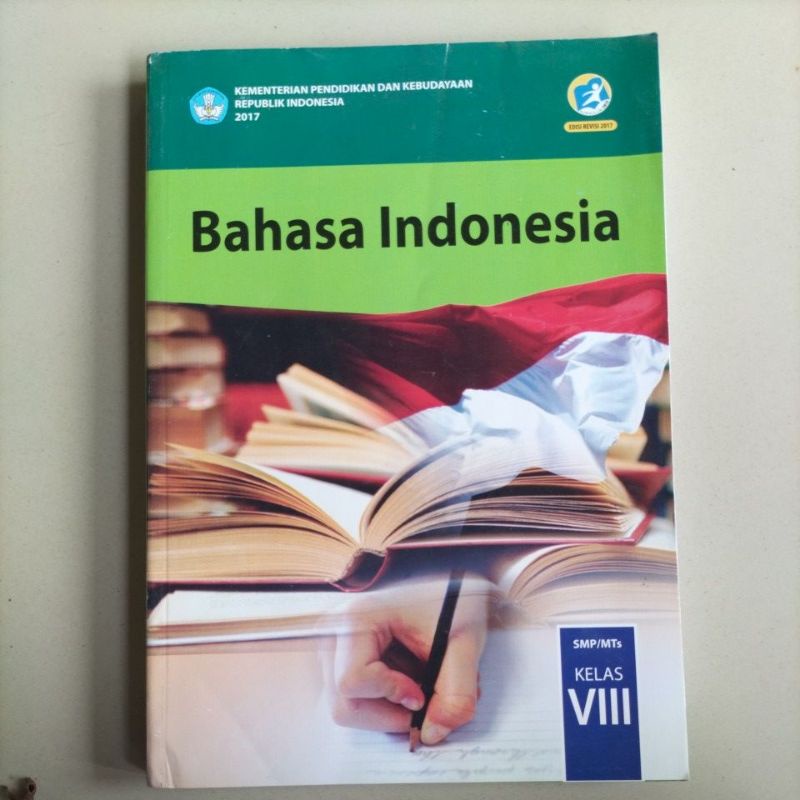 KEMENTERIAN PENDIDIKAN DAN KEBUDAYAAN
REPUBLIK INDONESIA
2017
EDISI REVISI 2017
Bahasa Indonesia
SMP/MTs
KELAS
VIII